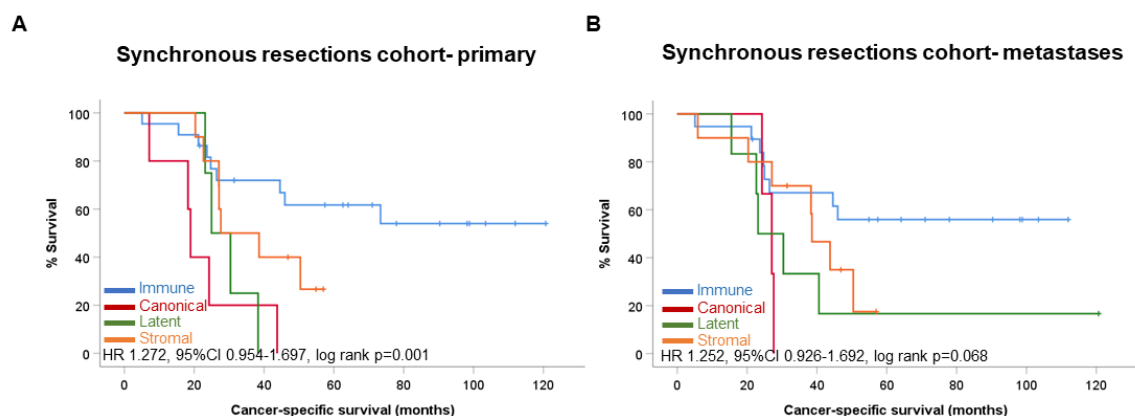 A
Synchronous resections cohort- primary
% Survival
100
80
60
40
20
0
Immune
Canonical
Latent
Stromal
HR 1.272, 95%CI 0.954-1.697, log rank p=0.001
0 20 40 60 80 100 120
Cancer-specific survival (months)
B
Synchronous resections cohort- metastases
% Survival
100
80
60
40
20
0
Immune
Canonical
Latent
Stromal
HR 1.252, 95%CI 0.926-1.692, log rank p=0.068
0 20 40 60 80 100 120
Cancer-specific survival (months)